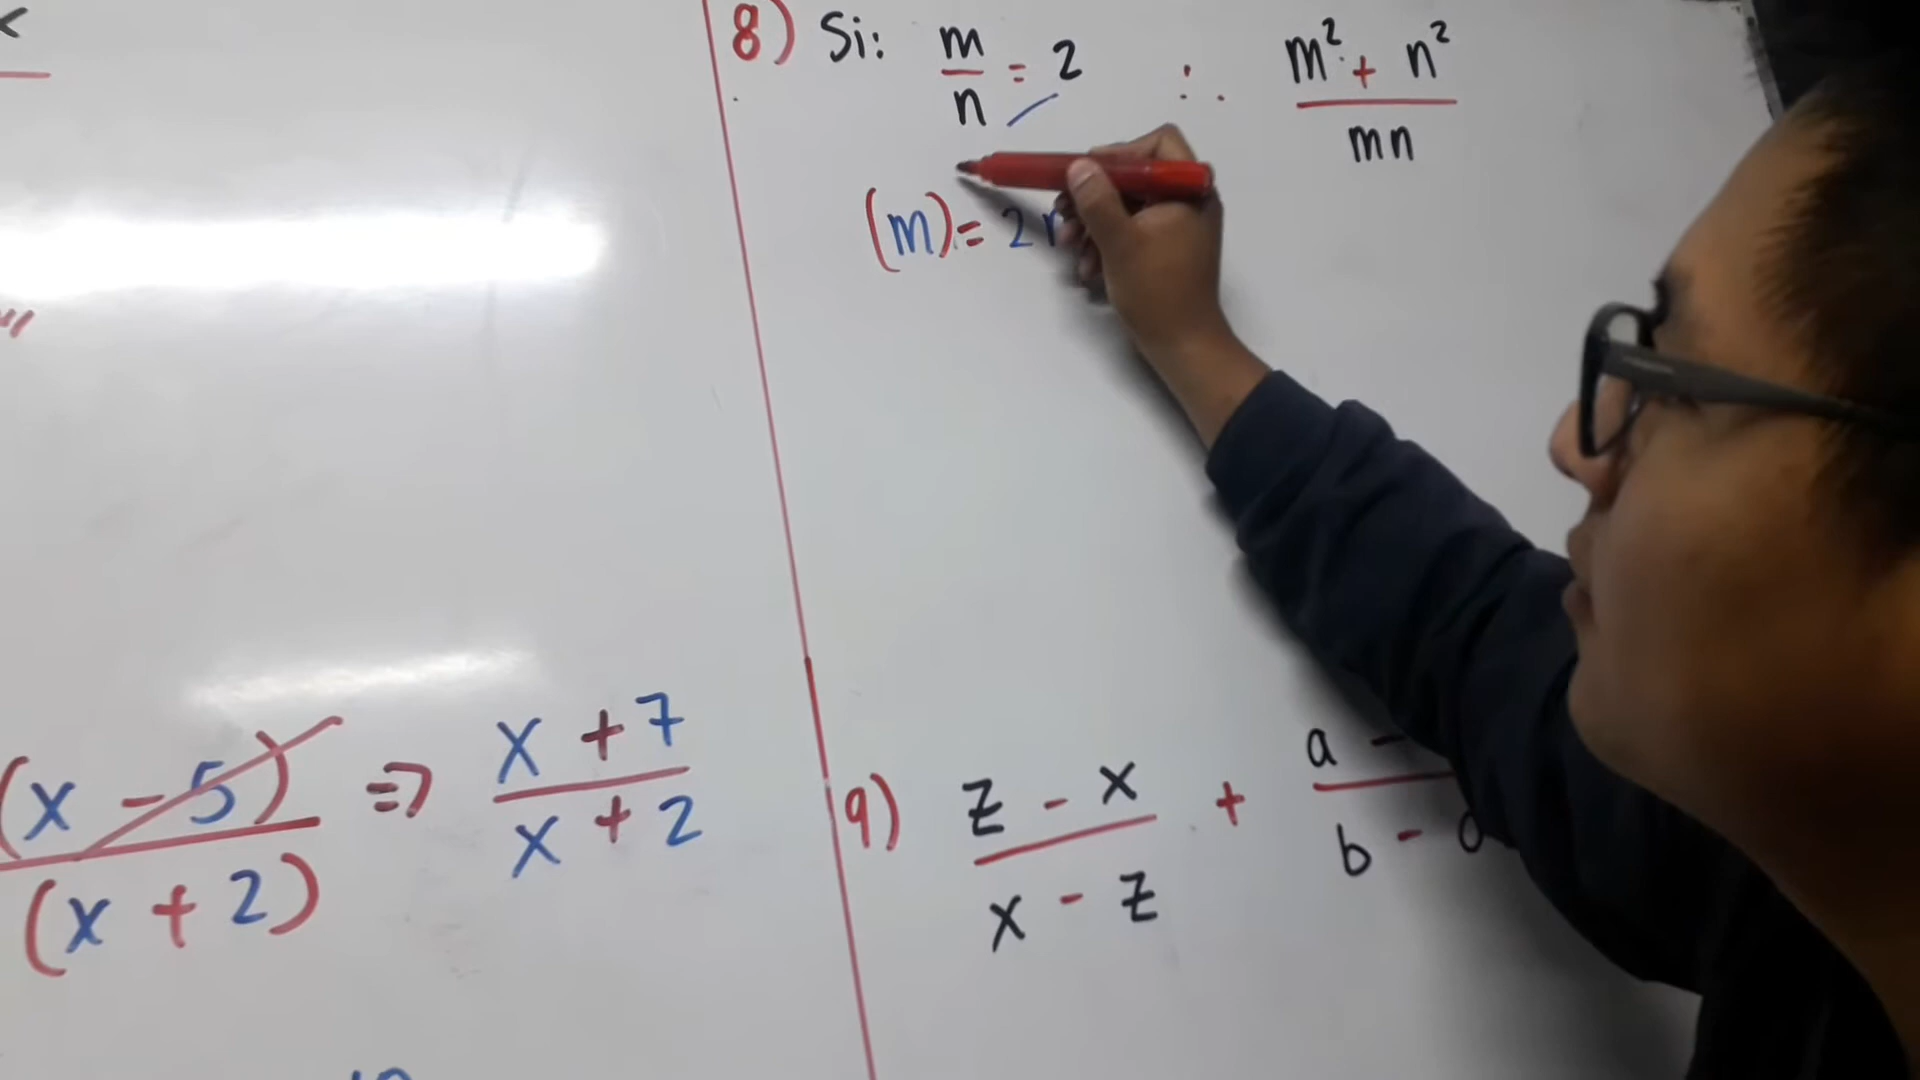 8) Si: m/n = 2 ∴ (m² + n²)/mn
(m) = 2
(x - 5)/(x + 2) => (x + 7)/(x + 2)
9) (z - x)/(x - z) + (a -)/(b -)